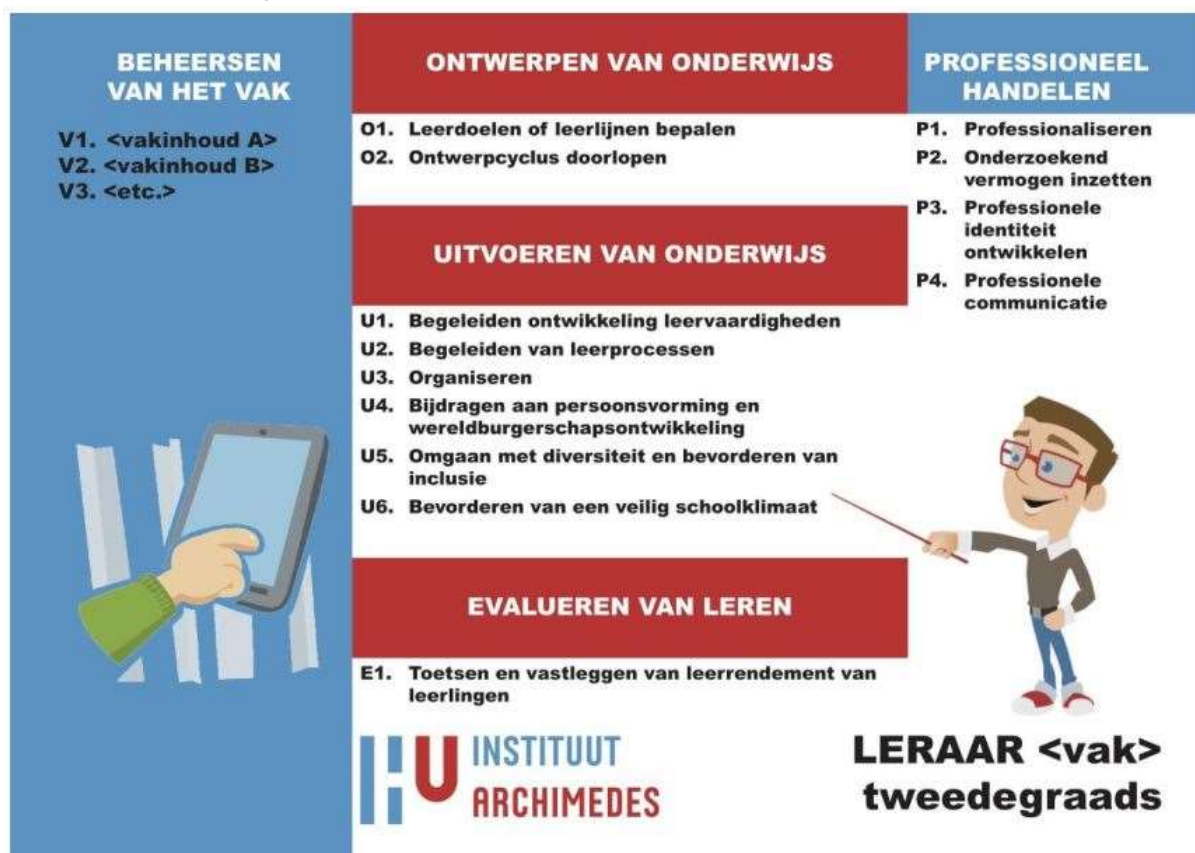 BEHEERSEN
VAN HET VAK
V1. <vakinhoud A>
V2. <vakinhoud B>
V3. <etc.>
ONTWERPEN VAN ONDERWIJS
O1. Leerdoelen of leerlijnen bepalen
O2. Ontwerpcyclus doorlopen
UITVOEREN VAN ONDERWIJS
U1. Begeleiden ontwikkeling leervaardigheden
U2. Begeleiden van leerprocessen
U3. Organiseren
U4. Bijdragen aan persoonsvorming en
wereldburgerschapsontwikkeling
U5. Omgaan met diversiteit en bevorderen van
inclusie
U6. Bevorderen van een veilig schoolklimaat
EVALUEREN VAN LEREN
E1. Toetsen en vastleggen van leerrendement van
leerlingen
PROFESSIONEEL
HANDELEN
P1. Professionaliseren
P2. Onderzoekend
vermogen inzetten
P3. Professionele
identiteit
ontwikkelen
P4. Professionele
communicatie
HU INSTITUUT
ARCHIMEDES
LERAAR <vak>
tweedegraads